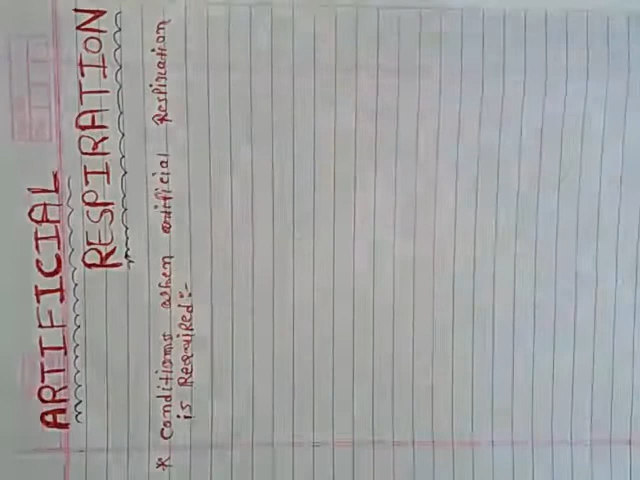 ARTIFICIAL
RESPIRATION
* Conditions when artificial Respiration
is Required:-